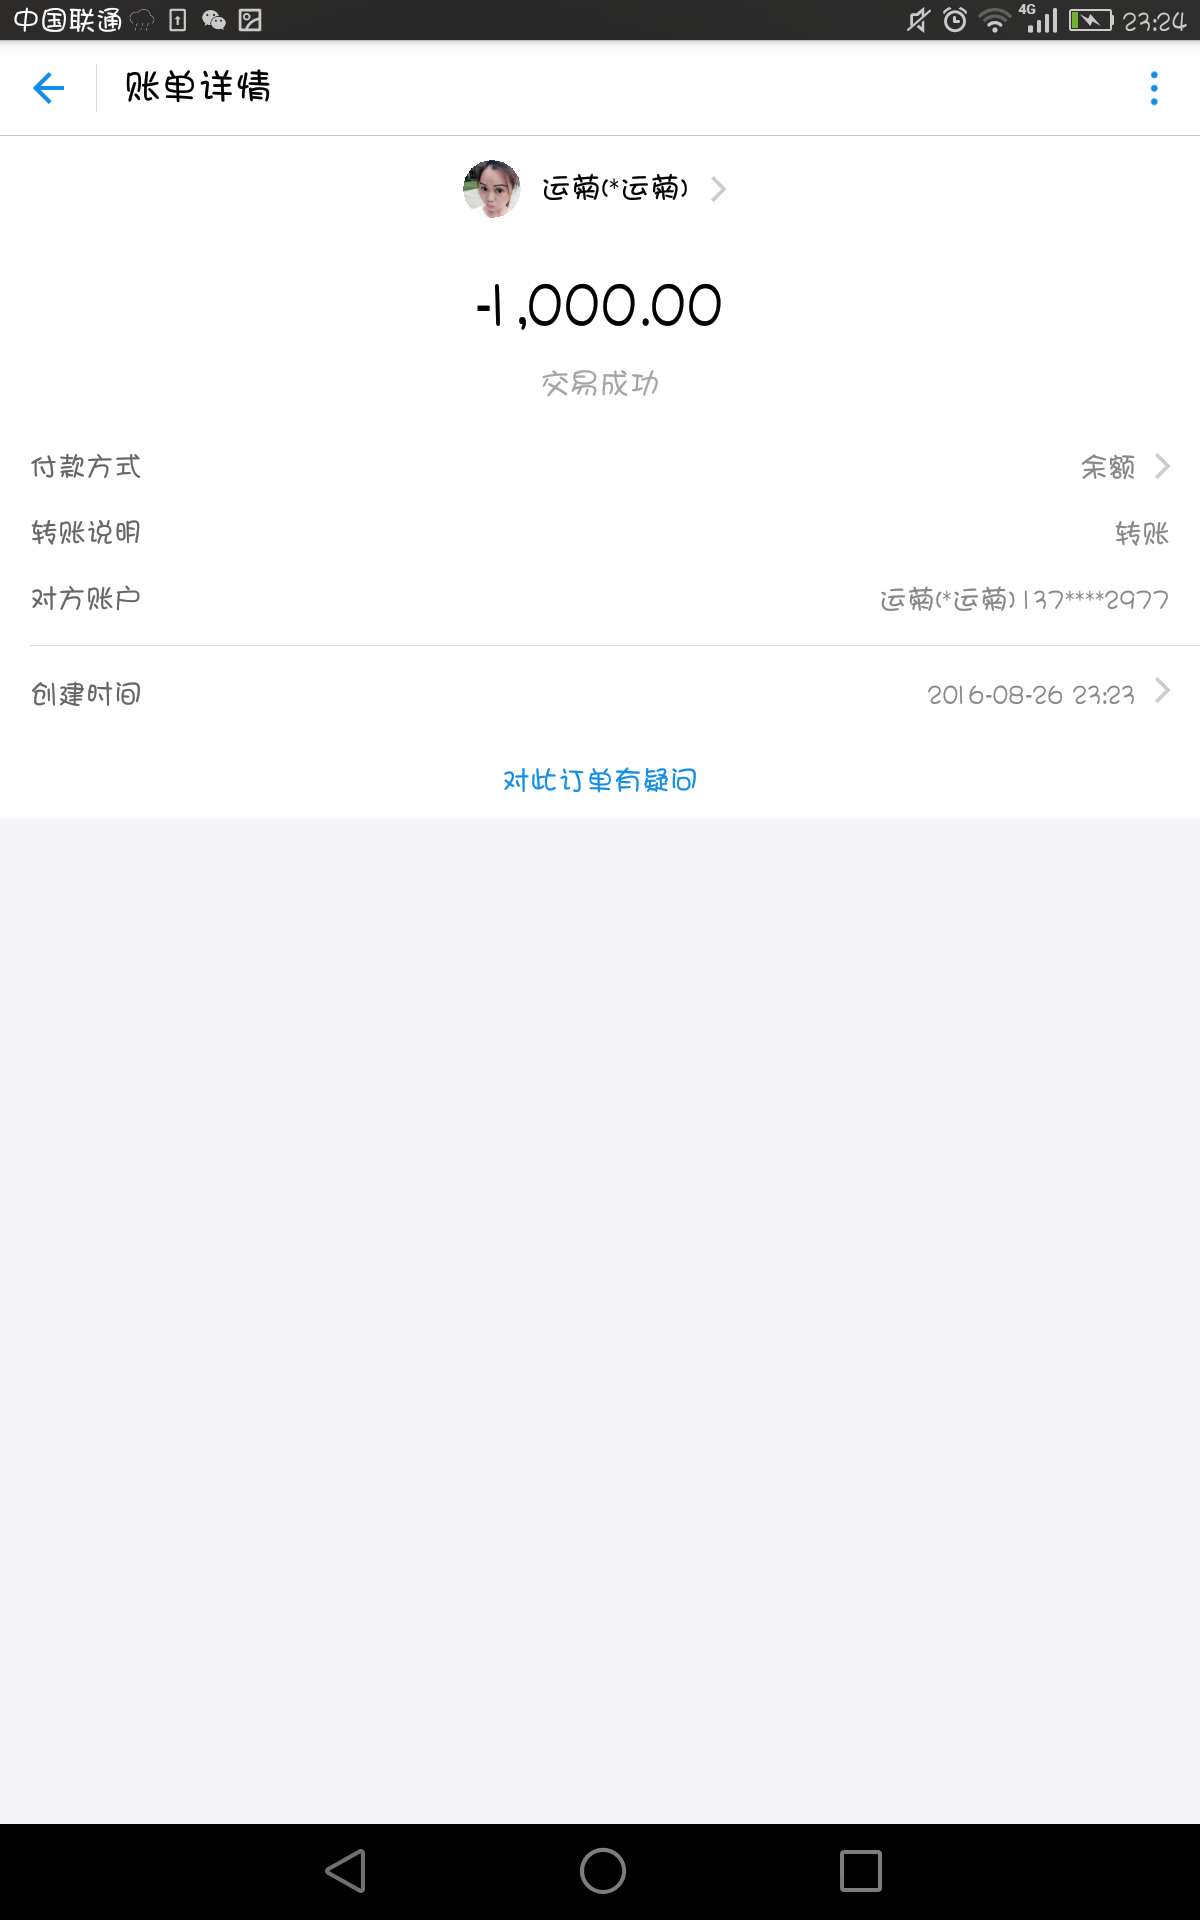 中国联通 4G 23:24
账单详情
运菊(*运菊)
-1,000.00
交易成功
付款方式 余额
转账说明 转账
对方账户 运菊(*运菊) 137****2977
创建时间 2016-08-26 23:23
对此订单有疑问